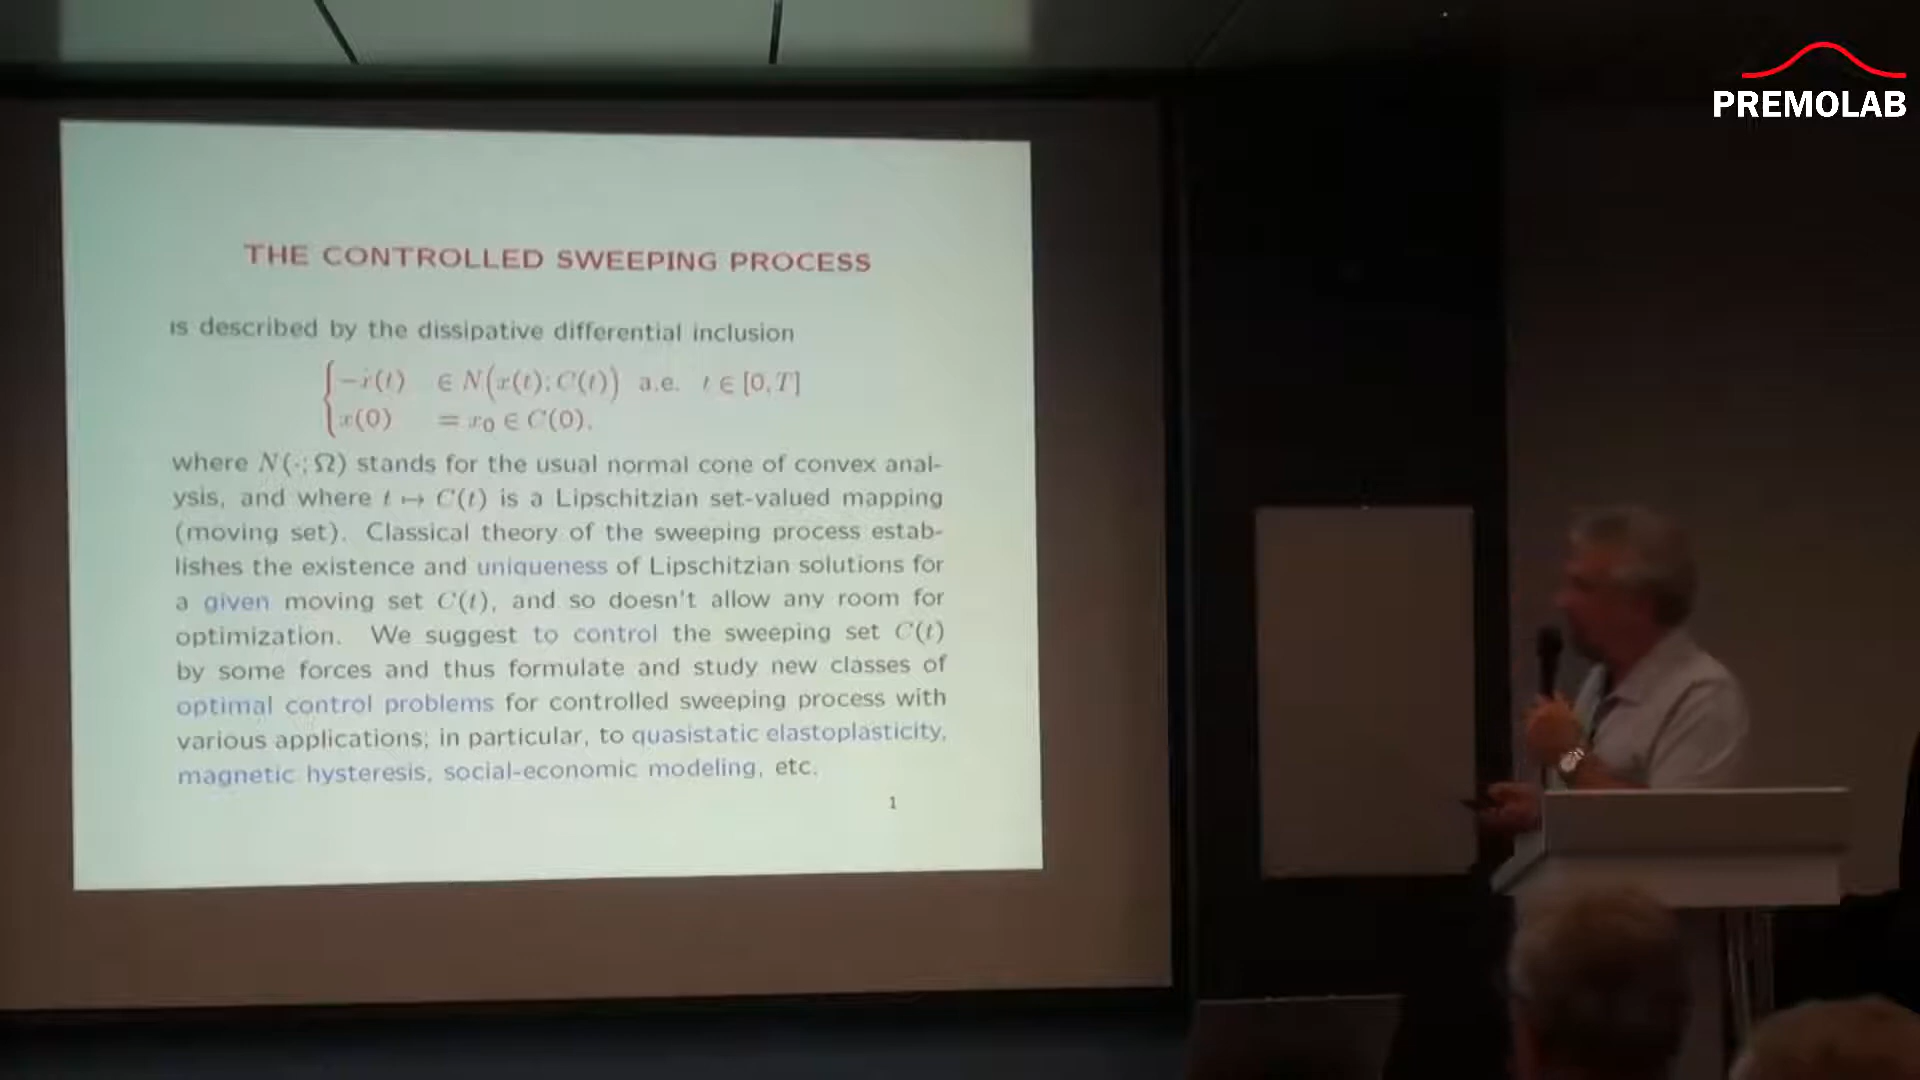 PREMOLAB
THE CONTROLLED SWEEPING PROCESS
is described by the dissipative differential inclusion
−ẋ(t) ∈ N(x(t); C(t)) a.e. t ∈ [0, T]
x(0) = x₀ ∈ C(0),
where N(·; Ω) stands for the usual normal cone of convex anal-
ysis, and where t ↦ C(t) is a Lipschitzian set-valued mapping
(moving set). Classical theory of the sweeping process estab-
lishes the existence and uniqueness of Lipschitzian solutions for
a given moving set C(t), and so doesn't allow any room for
optimization. We suggest to control the sweeping set C(t)
by some forces and thus formulate and study new classes of
optimal control problems for controlled sweeping process with
various applications; in particular, to quasistatic elastoplasticity,
magnetic hysteresis, social-economic modeling, etc.
1